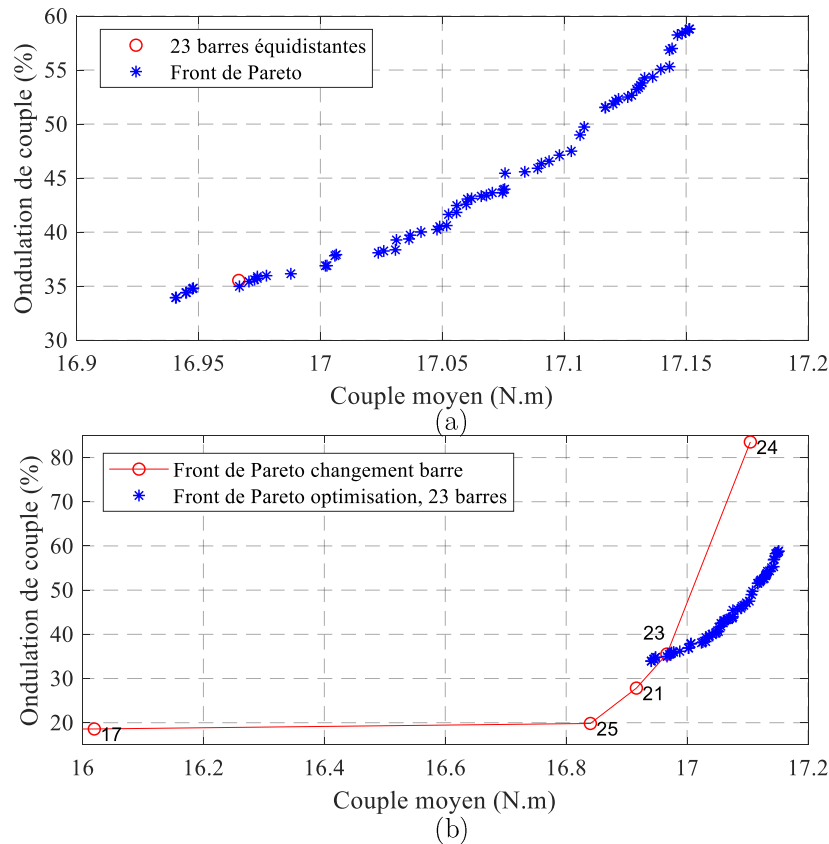 60
55
50
45
40
35
30
Ondulation de couple (%)
23 barres équidistantes
Front de Pareto
16.9 16.95 17 17.05 17.1 17.15 17.2
Couple moyen (N.m)
(a)
80
70
60
50
40
30
20
Ondulation de couple (%)
Front de Pareto changement barre
Front de Pareto optimisation, 23 barres
24
23
21
25
17
16 16.2 16.4 16.6 16.8 17 17.2
Couple moyen (N.m)
(b)